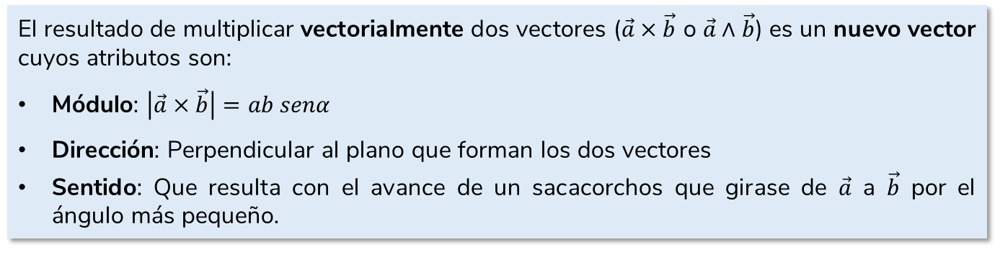 El resultado de multiplicar vectorialmente dos vectores (\(\vec{a} \times \vec{b}\) o \(\vec{a} \wedge \vec{b}\)) es un nuevo vector
cuyos atributos son:
• Módulo: \(|\vec{a} \times \vec{b}| = ab\ sen\alpha\)
• Dirección: Perpendicular al plano que forman los dos vectores
• Sentido: Que resulta con el avance de un sacacorchos que girase de \(\vec{a}\) a \(\vec{b}\) por el
ángulo más pequeño.